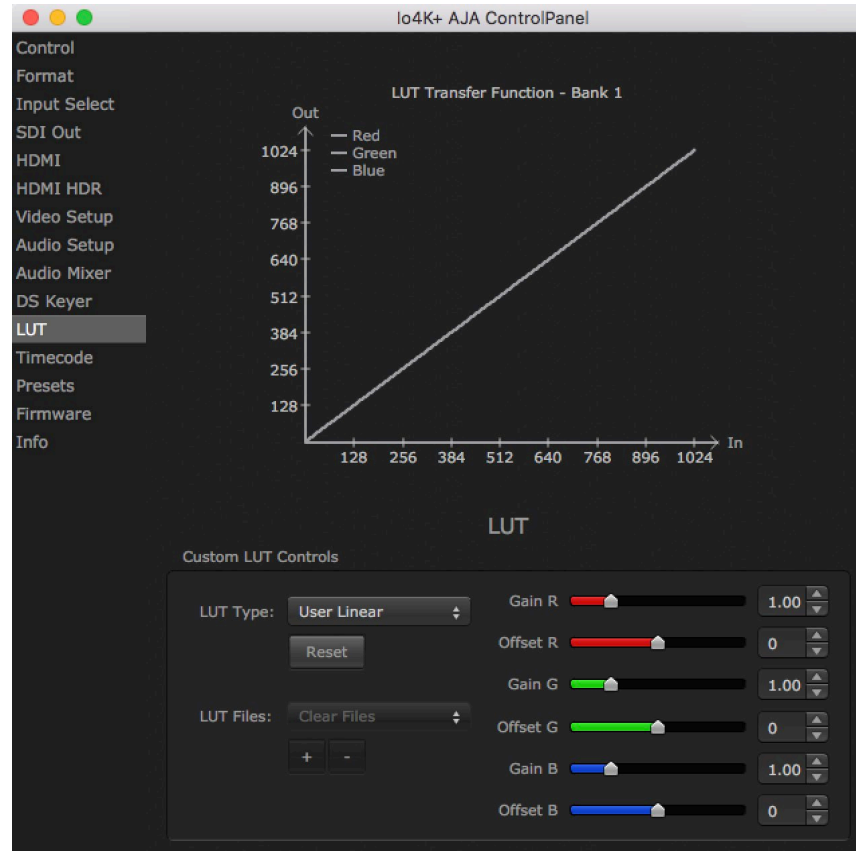 Io4K+ AJA ControlPanel
Control
Format
Input Select
SDI Out
HDMI
HDMI HDR
Video Setup
Audio Setup
Audio Mixer
DS Keyer
LUT
Timecode
Presets
Firmware
Info
LUT Transfer Function - Bank 1
Out
Red
Green
Blue
1024
896
768
640
512
384
256
128
128 256 384 512 640 768 896 1024 In
LUT
Custom LUT Controls
LUT Type: User Linear
Reset
LUT Files: Clear Files
+ -
Gain R 1.00
Offset R 0
Gain G 1.00
Offset G 0
Gain B 1.00
Offset B 0